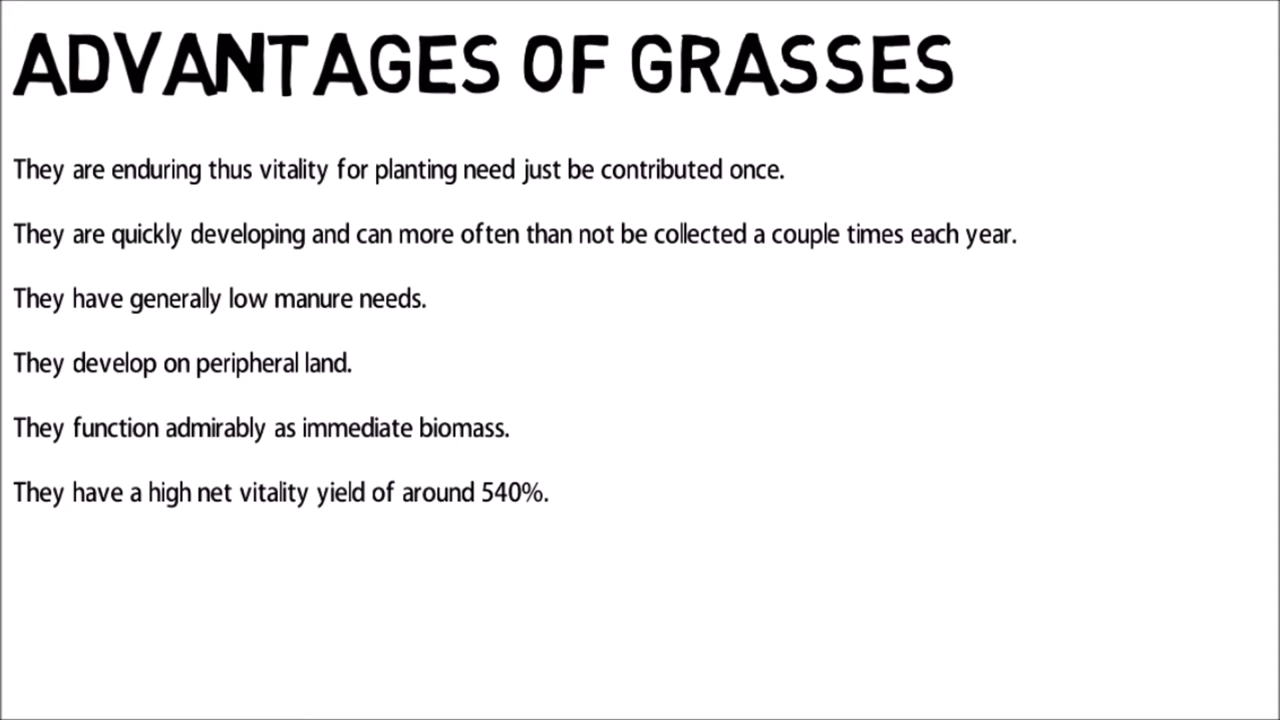 ADVANTAGES OF GRASSES
They are enduring thus vitality for planting need just be contributed once.
They are quickly developing and can more often than not be collected a couple times each year.
They have generally low manure needs.
They develop on peripheral land.
They function admirably as immediate biomass.
They have a high net vitality yield of around 540%.